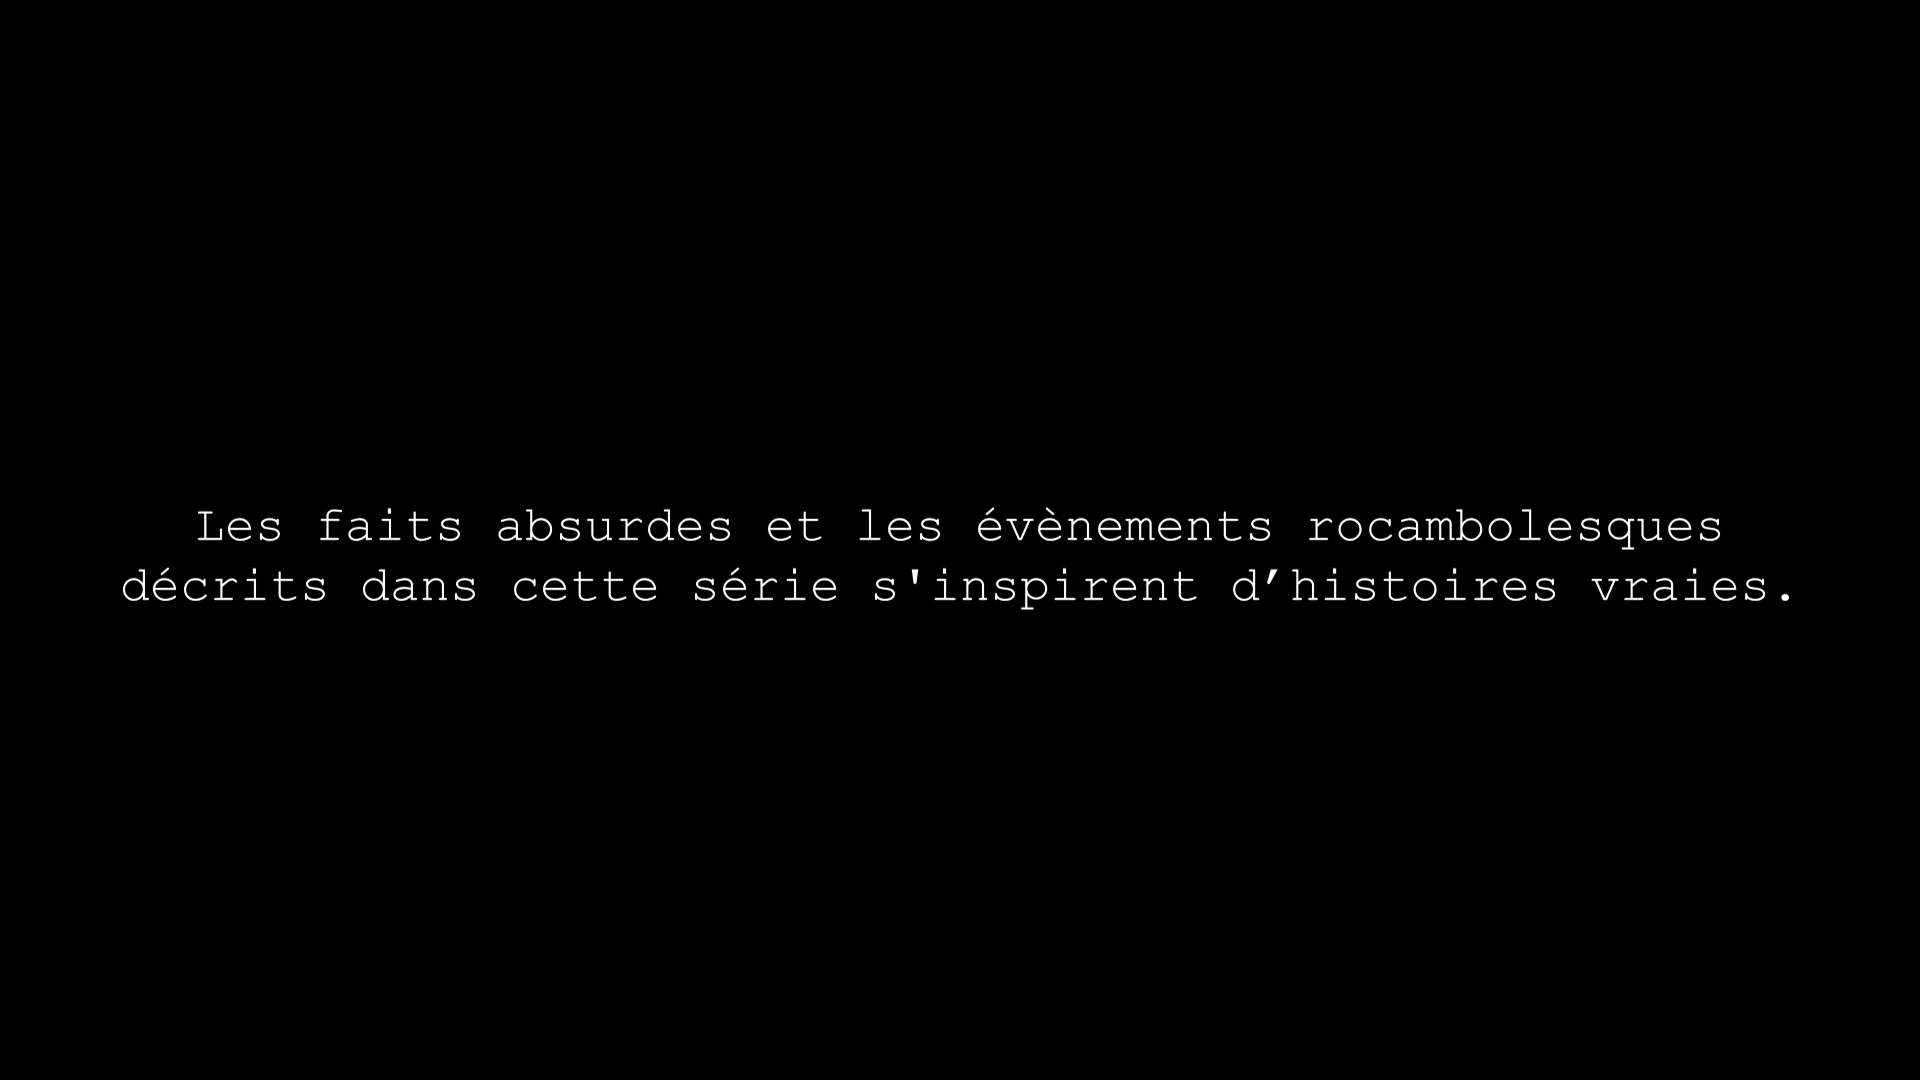 Les faits absurdes et les évènements rocambolesques
décrits dans cette série s'inspirent d’histoires vraies.